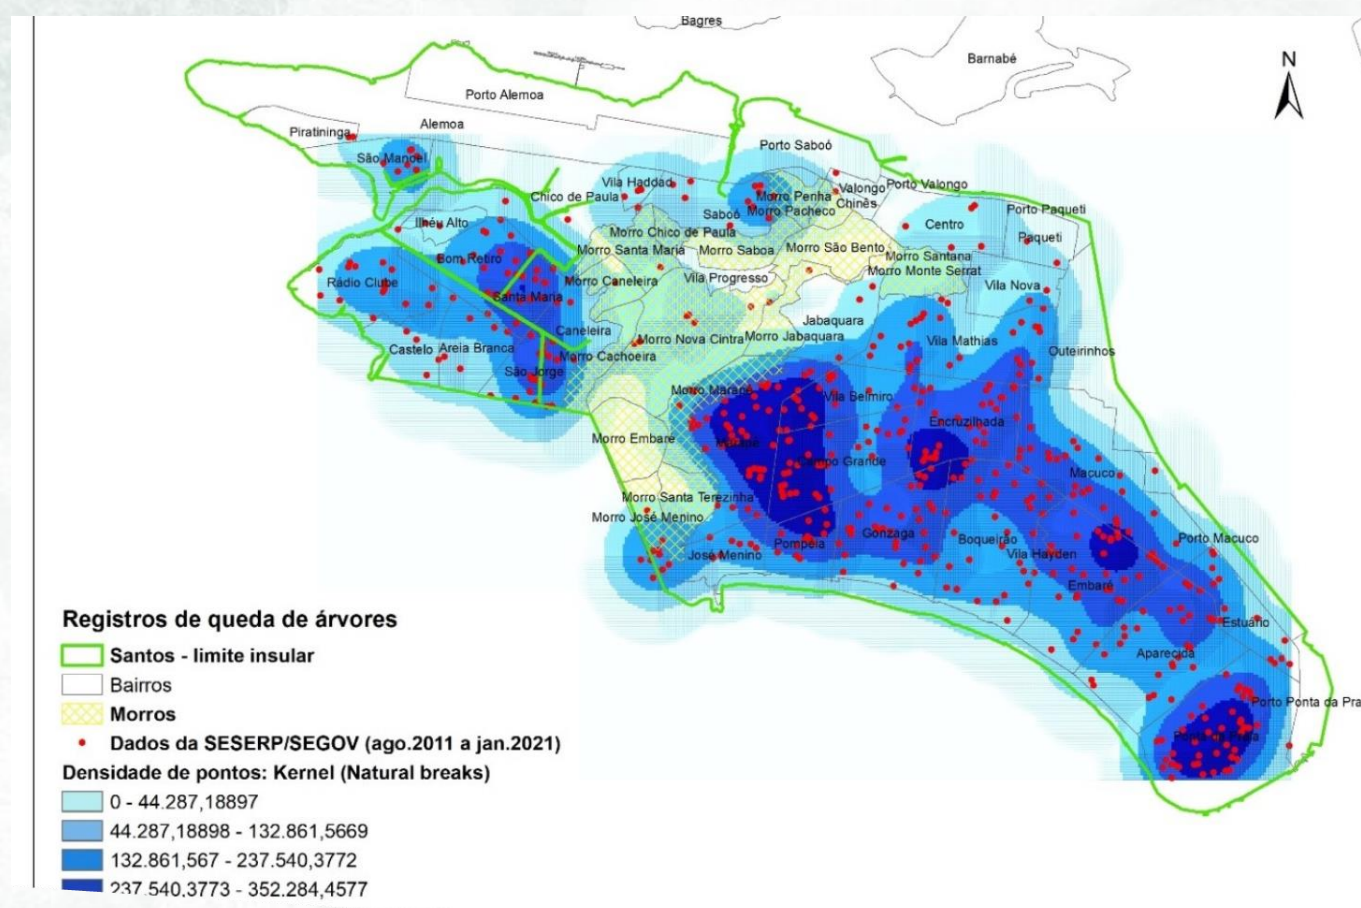 Bagres
Barnabé
N
Porto Alemoa
Alemoa
Piratininga
Porto Saboó
São Manoel
Vila Haddad
Chico de Paula
Morro Penha
Valongo
Porto Valongo
Chinês
Saboó
Morro Pacheco
Porto Paqueti
Ilhéu Alto
Morro Chico de Paula
Centro
Paqueti
Morro Santa Maria
Morro Saboa
Morro São Bento
Morro Santana
Bom Retiro
Morro Monte Serrat
Rádio Clube
Morro Caneleira
Vila Progresso
Vila Nova
Santa Maria
Jabaquara
Caneleira
Morro Nova Cintra
Morro Jabaquara
Vila Mathias
Castelo
Areia Branca
Morro Cachoeira
Outeirinhos
São Jorge
Morro Marapé
Vila Belmiro
Encruzilhada
Morro Embaré
Marapé
Campo Grande
Macuco
Morro Santa Terezinha
Morro José Menino
Gonzaga
Boqueirão
Porto Macuco
José Menino
Pompéia
Vila Hayden
Embaré
Estuário
Aparecida
Porto Ponta da Pra
Ponta da Praia
Registros de queda de árvores
Santos - limite insular
Bairros
Morros
Dados da SESERP/SEGOV (ago.2011 a jan.2021)
Densidade de pontos: Kernel (Natural breaks)
0 - 44.287,18897
44.287,18898 - 132.861,5669
132.861,567 - 237.540,3772
237.540,3773 - 352.284,4577